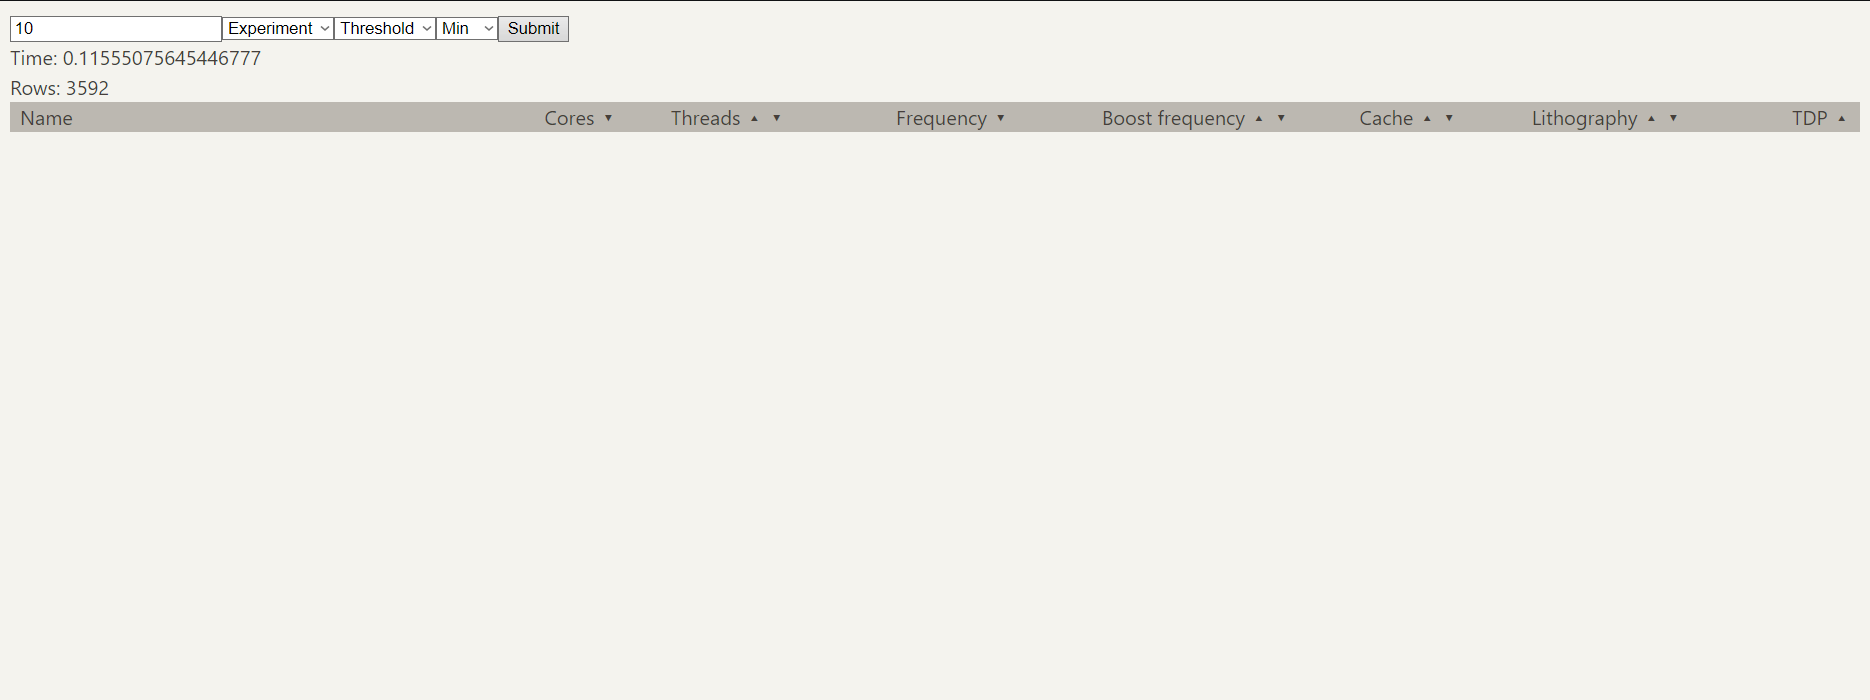 10 Experiment Threshold Min Submit
Time: 0.11555075645446777
Rows: 3592
Name Cores ▼ Threads ▲ ▼ Frequency ▼ Boost frequency ▲ ▼ Cache ▲ ▼ Lithography ▲ ▼ TDP ▲